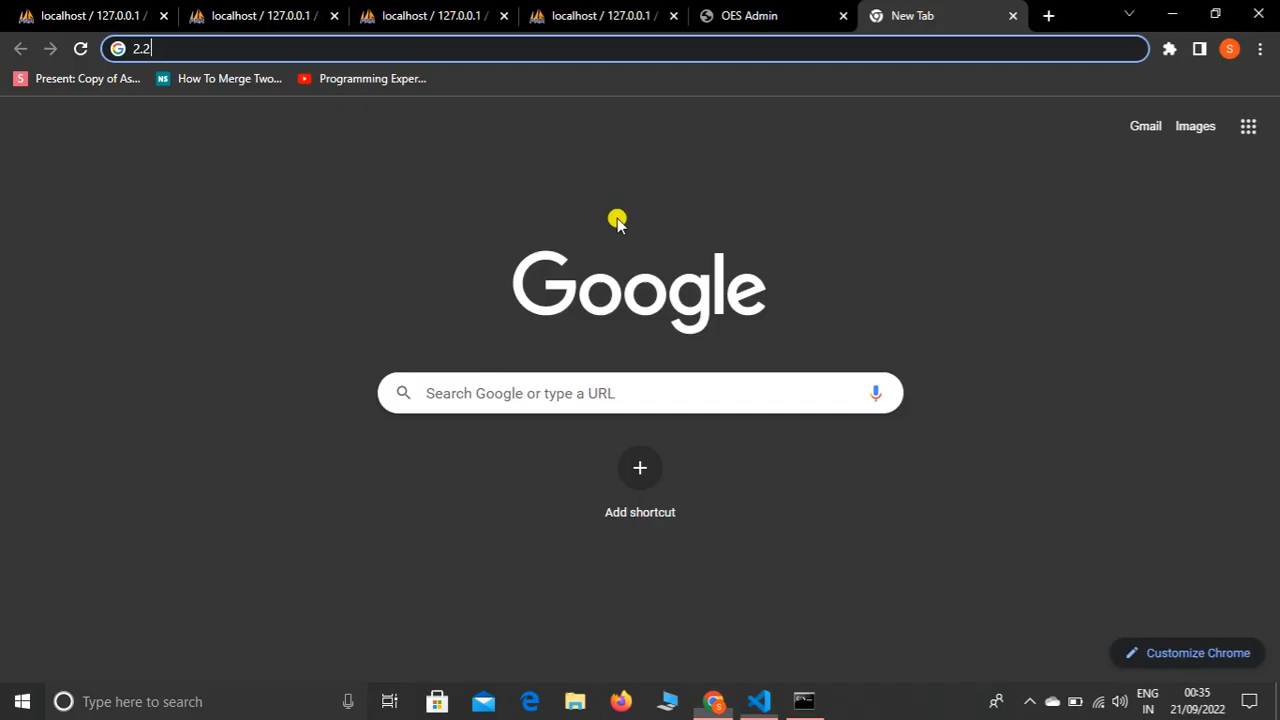 localhost / 127.0.0.1 /
localhost / 127.0.0.1 /
localhost / 127.0.0.1 /
localhost / 127.0.0.1 /
OES Admin
New Tab
2.2
S
Present: Copy of As...
NS
How To Merge Two...
Programming Exper...
Gmail
Images
Google
Search Google or type a URL
Add shortcut
Customize Chrome
Type here to search
ENG
IN
00:35
21/09/2022